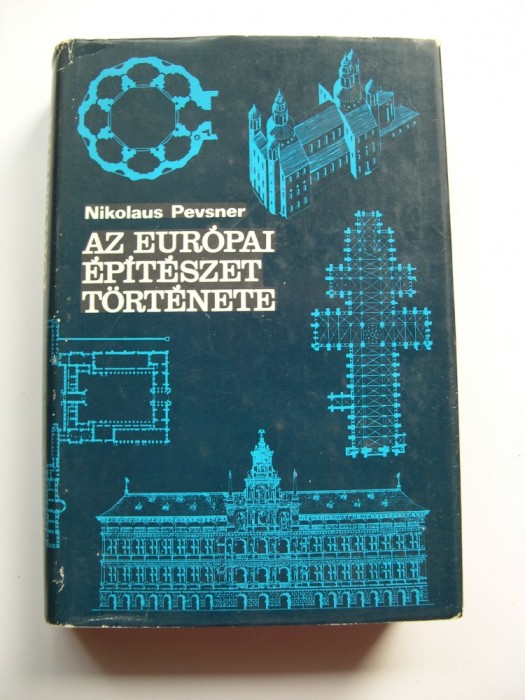 Nikolaus Pevsner
AZ EURÓPAI
ÉPÍTÉSZET
TÖRTÉNETE